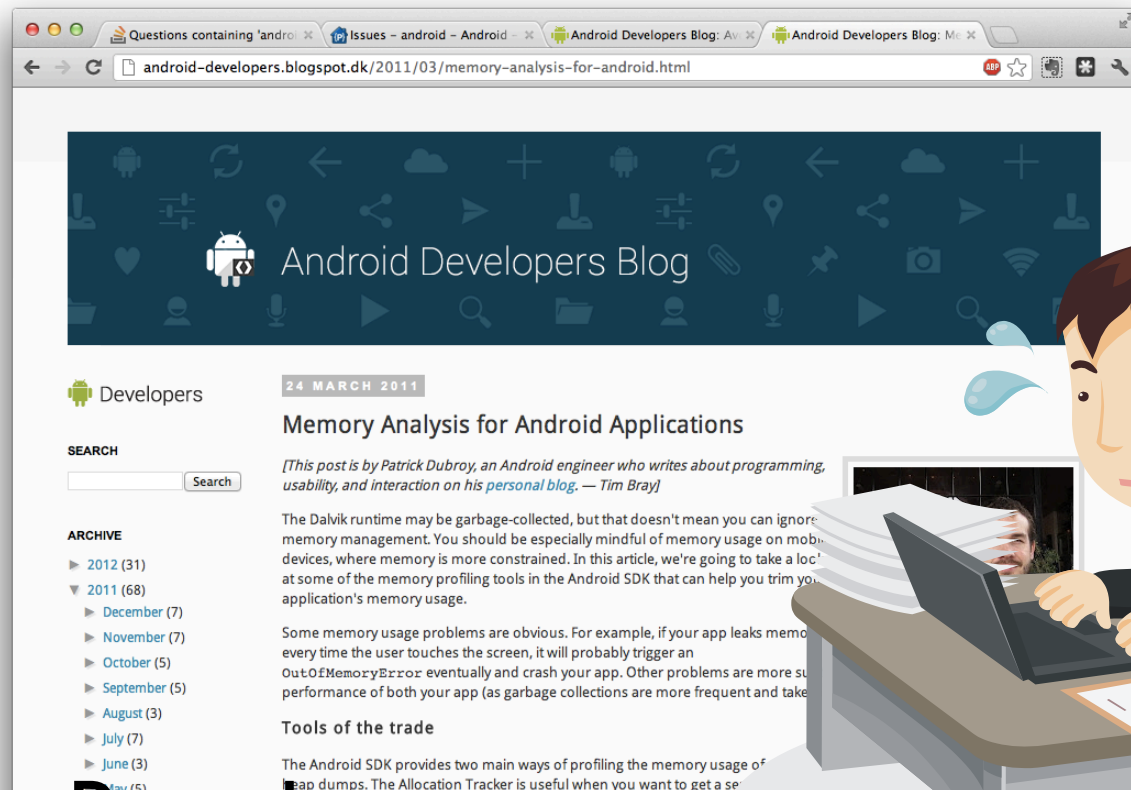 Questions containing 'androi
Issues – android – Android –
Android Developers Blog: Av
Android Developers Blog: Me
android-developers.blogspot.dk/2011/03/memory-analysis-for-android.html
ABP
Android Developers Blog
Developers
SEARCH
Search
ARCHIVE
2012 (31)
2011 (68)
December (7)
November (7)
October (5)
September (5)
August (3)
July (7)
June (3)
May (5)
24 MARCH 2011
Memory Analysis for Android Applications
[This post is by Patrick Dubroy, an Android engineer who writes about programming,
usability, and interaction on his personal blog. — Tim Bray]
The Dalvik runtime may be garbage-collected, but that doesn't mean you can ignore
memory management. You should be especially mindful of memory usage on mobi
devices, where memory is more constrained. In this article, we're going to take a loo
at some of the memory profiling tools in the Android SDK that can help you trim yo
application's memory usage.
Some memory usage problems are obvious. For example, if your app leaks memo
every time the user touches the screen, it will probably trigger an
OutOfMemoryError eventually and crash your app. Other problems are more su
performance of both your app (as garbage collections are more frequent and take
Tools of the trade
The Android SDK provides two main ways of profiling the memory usage of
heap dumps. The Allocation Tracker is useful when you want to get a se